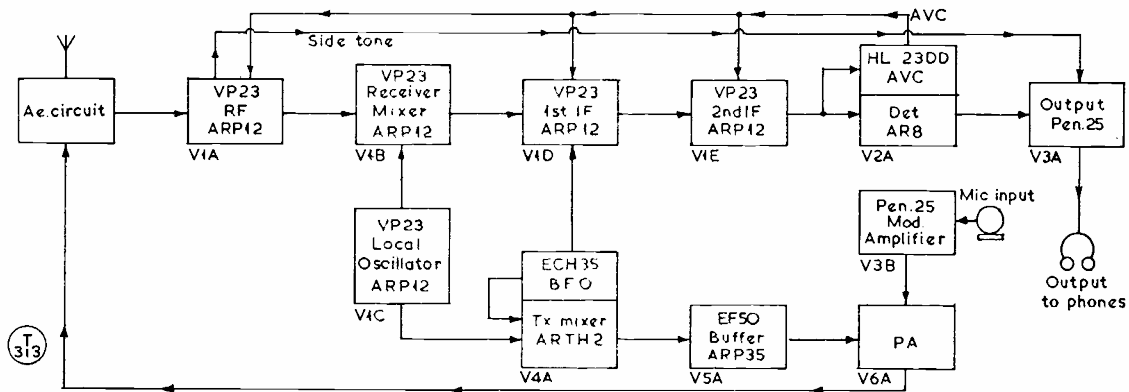 AVC
Side tone
Ae.circuit
VP23
RF
ARP12
V1A
VP23
Receiver
Mixer
ARP12
V1B
VP23
1st IF
ARP12
V1D
VP23
2nd IF
ARP12
V1E
HL 23DD
AVC
Det
AR8
V2A
Output
Pen.25
V3A
VP23
Local
Oscillator
ARP12
V1C
ECH35
BFO
Tx mixer
ARTH2
V4A
EF50
Buffer
ARP35
V5A
Pen.25
Mod.
Amplifier
V3B
Mic input
PA
V6A
Output
to phones
T
313